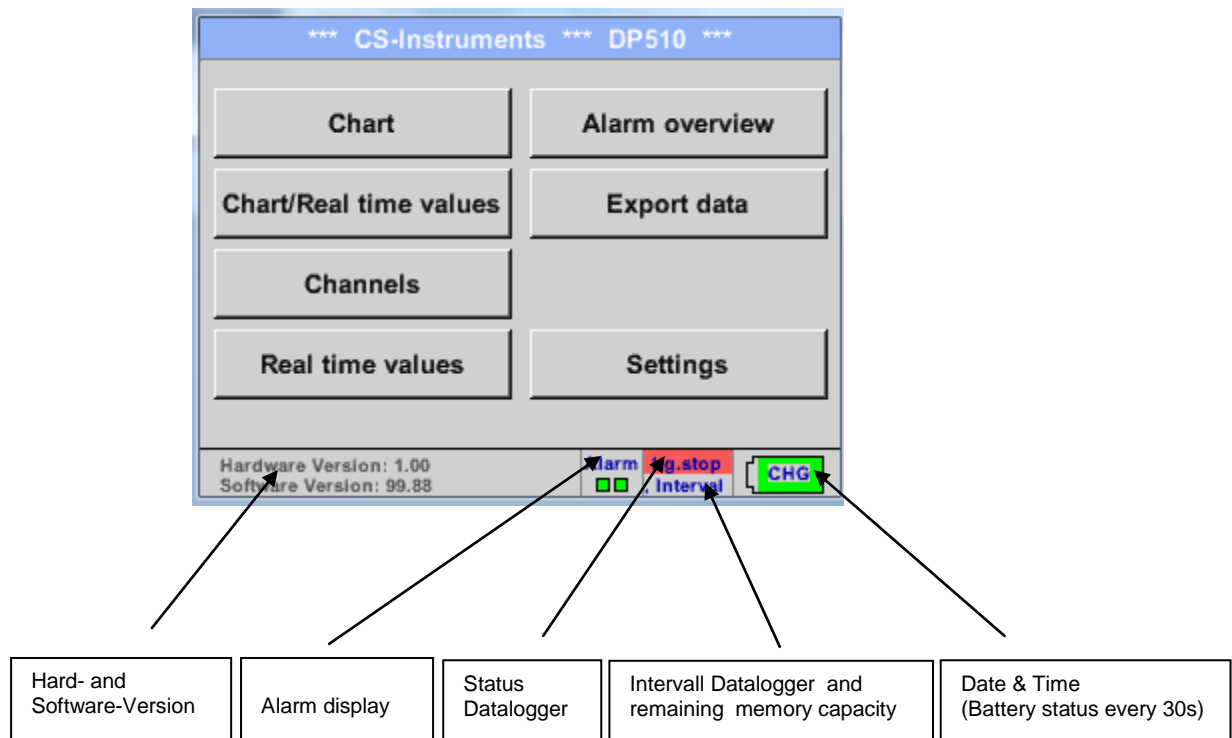 *** CS-Instruments *** DP510 ***
Chart
Alarm overview
Chart/Real time values
Export data
Channels
Real time values
Settings
Hardware Version: 1.00
Software Version: 99.88
Alarm
.stop
, Interval
CHG
Hard- and
Software-Version
Alarm display
Status
Datalogger
Intervall Datalogger and
remaining memory capacity
Date & Time
(Battery status every 30s)